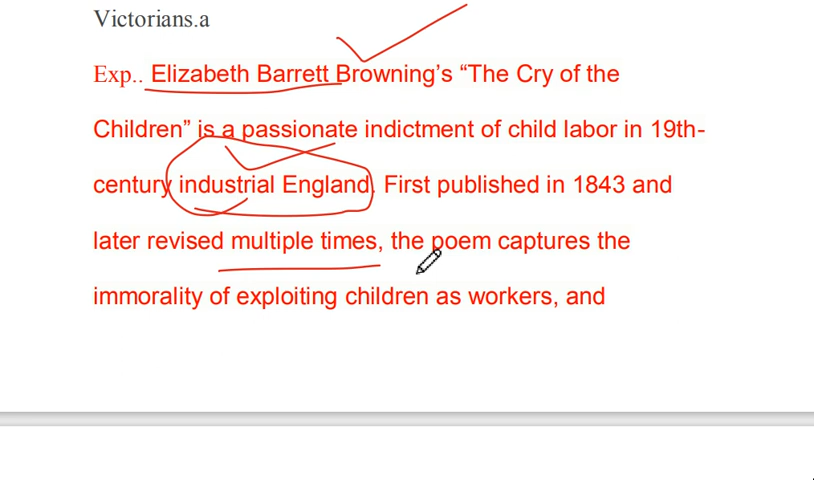 Victorians.a
Exp.. Elizabeth Barrett Browning’s “The Cry of the
Children” is a passionate indictment of child labor in 19th-
century industrial England. First published in 1843 and
later revised multiple times, the poem captures the
immorality of exploiting children as workers, and